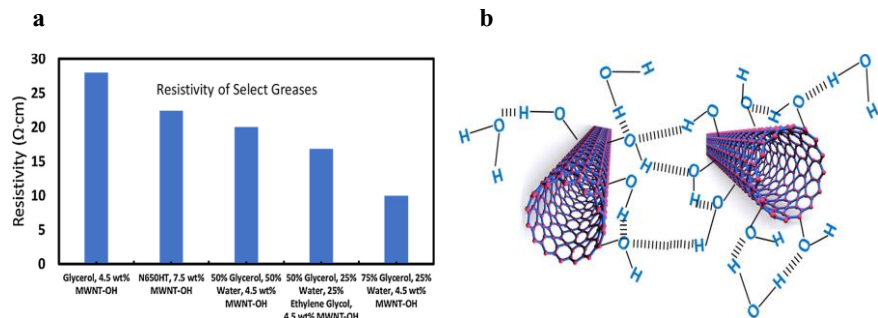 a
b
30
25
20
15
10
5
0
Resistivity (Ω·cm)
Resistivity of Select Greases
Glycerol, 4.5 wt%
MWNT-OH
N650HT, 7.5 wt%
MWNT-OH
50% Glycerol, 50%
Water, 4.5 wt%
MWNT-OH
50% Glycerol, 25%
Water, 25%
Ethylene Glycol,
4.5 wt% MWNT-OH
75% Glycerol, 25%
Water, 4.5 wt%
MWNT-OH
O H O
H H
O O
H H O O H
O H H
H O
H H O
O H O
H
O H O H O H
H H H
O